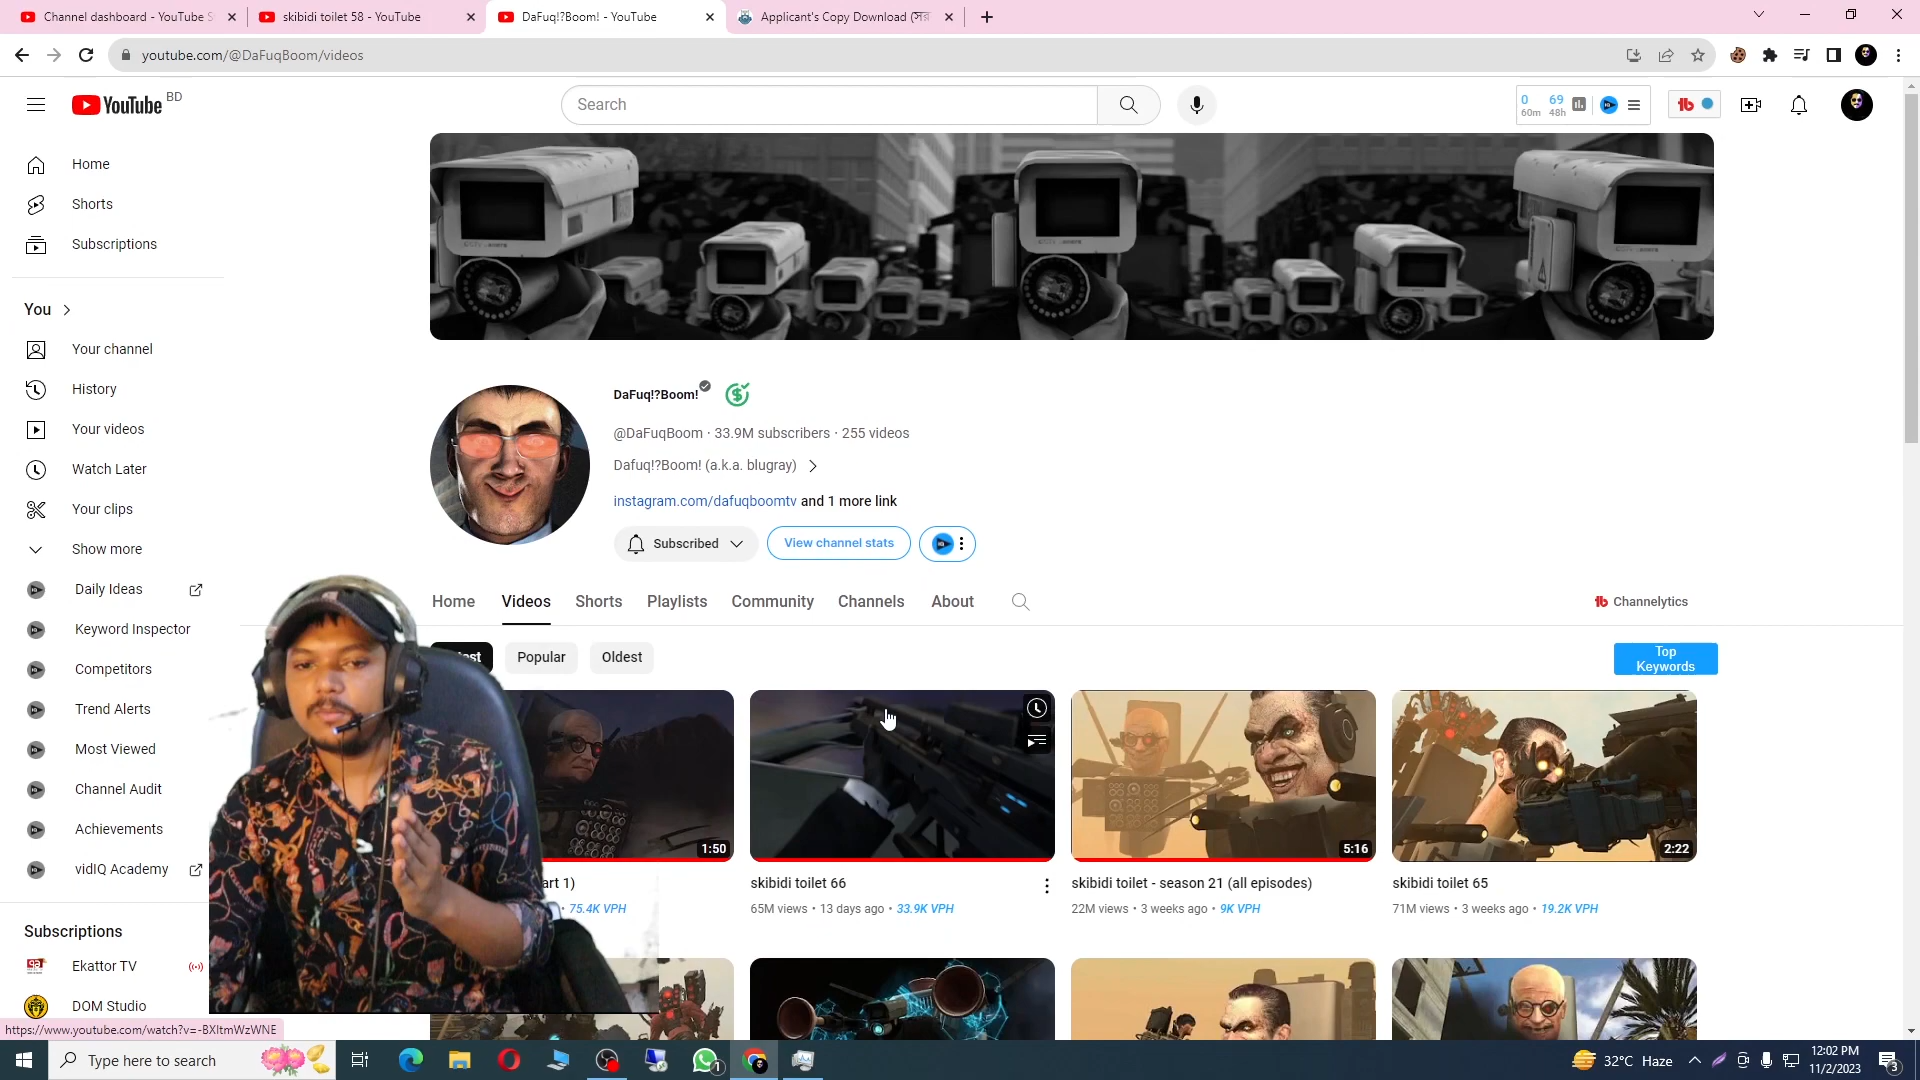 Channel dashboard - YouTube S
skibidi toilet 58 - YouTube
DaFuq!?Boom! - YouTube
Applicant's Copy Download (
youtube.com/@DaFuqBoom/videos
YouTube BD
Search
0 60m
69 48h
Home
Shorts
Subscriptions
You
Your channel
History
Your videos
Watch Later
Your clips
Show more
Daily Ideas
Keyword Inspector
Competitors
Trend Alerts
Most Viewed
Channel Audit
Achievements
vidIQ Academy
Subscriptions
Ekattor TV
DOM Studio
DaFuq!?Boom!
@DaFuqBoom · 33.9M subscribers · 255 videos
Dafuq!?Boom! (a.k.a. blugray)
instagram.com/dafuqboomtv and 1 more link
Subscribed
View channel stats
Home
Videos
Shorts
Playlists
Community
Channels
About
Channelytics
Popular
Oldest
Top
Keywords
1:50
5:16
2:22
art 1)
• 75.4K VPH
skibidi toilet 66
65M views • 13 days ago • 33.9K VPH
skibidi toilet - season 21 (all episodes)
22M views • 3 weeks ago • 9K VPH
skibidi toilet 65
71M views • 3 weeks ago • 19.2K VPH
https://www.youtube.com/watch?v=-BXltmWzWNE
Type here to search
1
32°C Haze
12:02 PM
11/2/2023
3